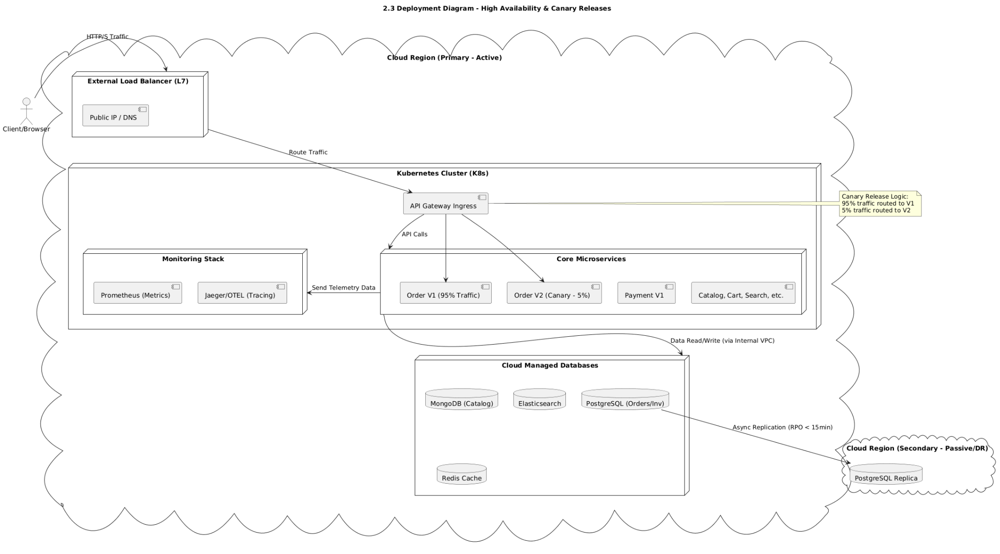 2.3 Deployment Diagram - High Availability & Canary Releases
HTTP/S Traffic
Cloud Region (Primary - Active)
External Load Balancer (L7)
Public IP / DNS
Client/Browser
Route Traffic
Kubernetes Cluster (K8s)
API Gateway Ingress
Canary Release Logic:
95% traffic routed to V1
5% traffic routed to V2
API Calls
Monitoring Stack
Core Microservices
Prometheus (Metrics)
Jaeger/OTEL (Tracing)
Send Telemetry Data
Order V1 (95% Traffic)
Order V2 (Canary - 5%)
Payment V1
Catalog, Cart, Search, etc.
Data Read/Write (via Internal VPC)
Cloud Managed Databases
MongoDB (Catalog)
Elasticsearch
PostgreSQL (Orders/Inv)
Async Replication (RPO < 15min)
Cloud Region (Secondary - Passive/DR)
Redis Cache
PostgreSQL Replica